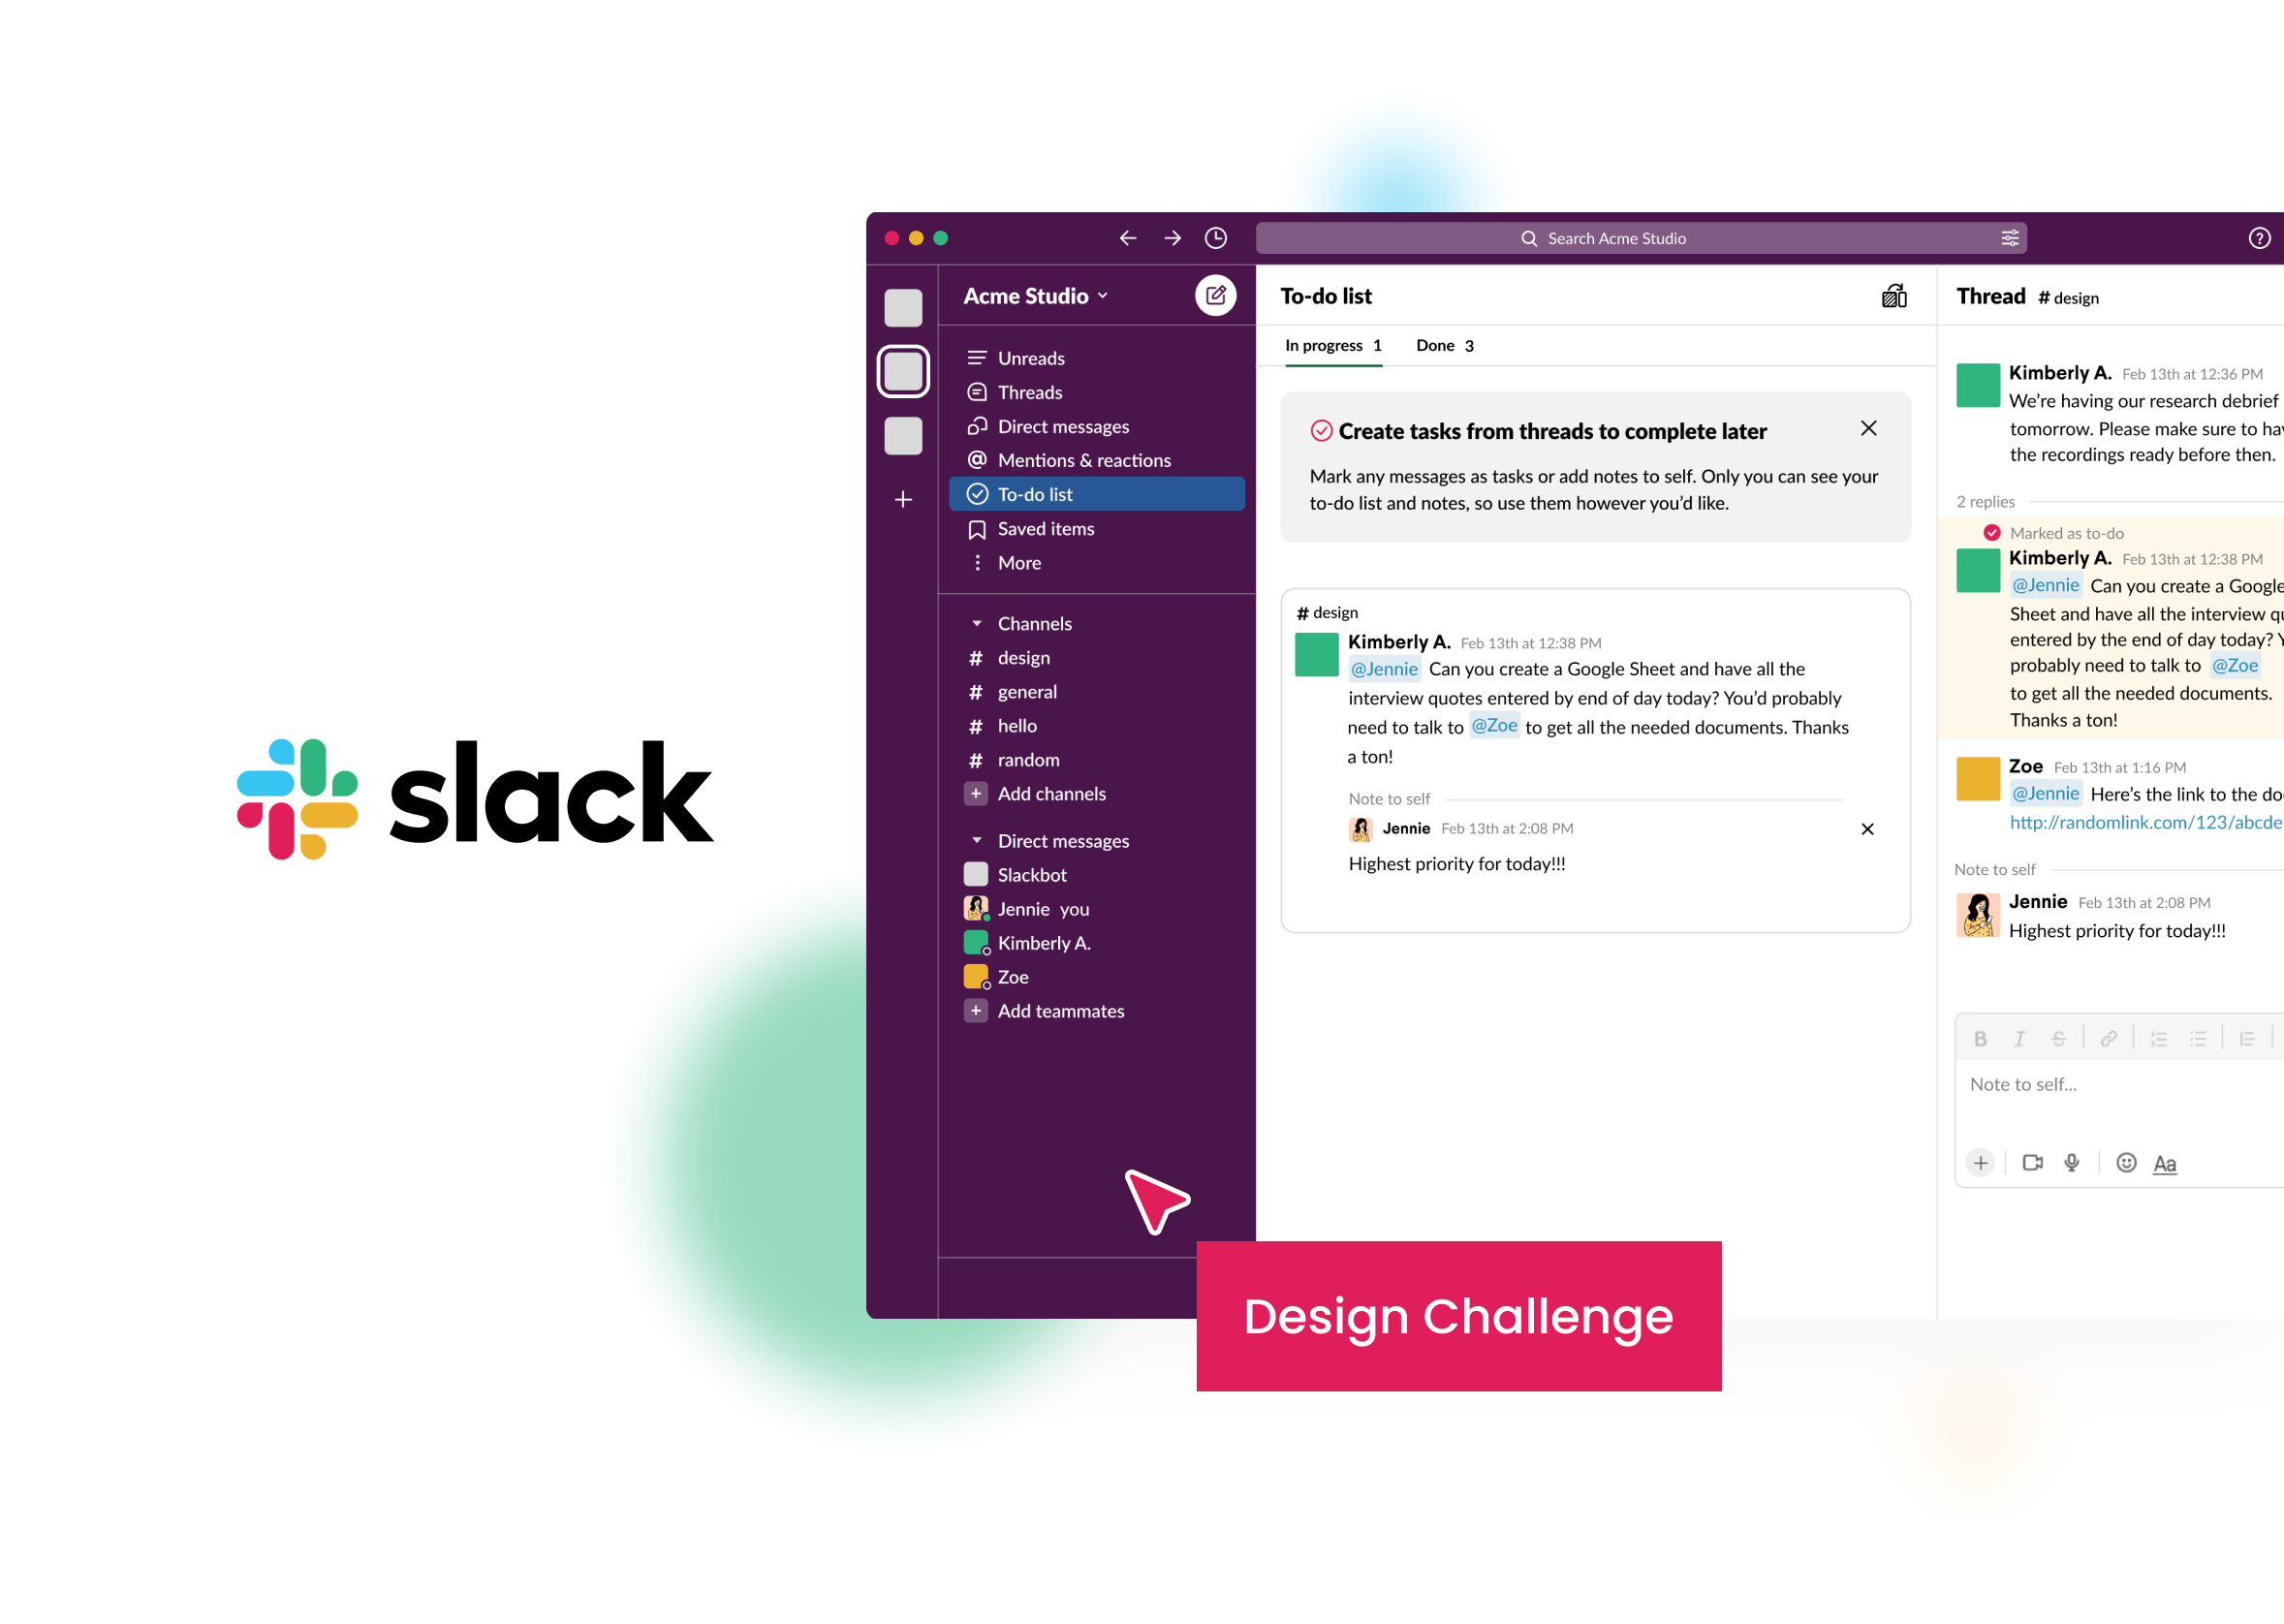 slack
Search Acme Studio
Acme Studio
Unreads
Threads
Direct messages
@ Mentions & reactions
To-do list
Saved items
More
Channels
# design
# general
# hello
# random
+ Add channels
Direct messages
Slackbot
Jennie you
Kimberly A.
Zoe
+ Add teammates
To-do list
In progress 1 Done 3
Create tasks from threads to complete later
Mark any messages as tasks or add notes to self. Only you can see your
to-do list and notes, so use them however you’d like.
# design
Kimberly A. Feb 13th at 12:38 PM
@Jennie Can you create a Google Sheet and have all the
interview quotes entered by end of day today? You’d probably
need to talk to @Zoe to get all the needed documents. Thanks
a ton!
Note to self
Jennie Feb 13th at 2:08 PM
Highest priority for today!!!
Thread # design
Kimberly A. Feb 13th at 12:36 PM
We’re having our research debrief
tomorrow. Please make sure to
the recordings ready before then.
2 replies
Marked as to-do
Kimberly A. Feb 13th at 12:38 PM
@Jennie Can you create a Google
Sheet and have all the interview
entered by the end of day today?
probably need to talk to @Zoe
to get all the needed documents.
Thanks a ton!
Zoe Feb 13th at 1:16 PM
@Jennie Here’s the link to the
http://randomlink.com/123/abcde
Note to self
Jennie Feb 13th at 2:08 PM
Highest priority for today!!!
B I S
Note to self...
Aa
Design Challenge